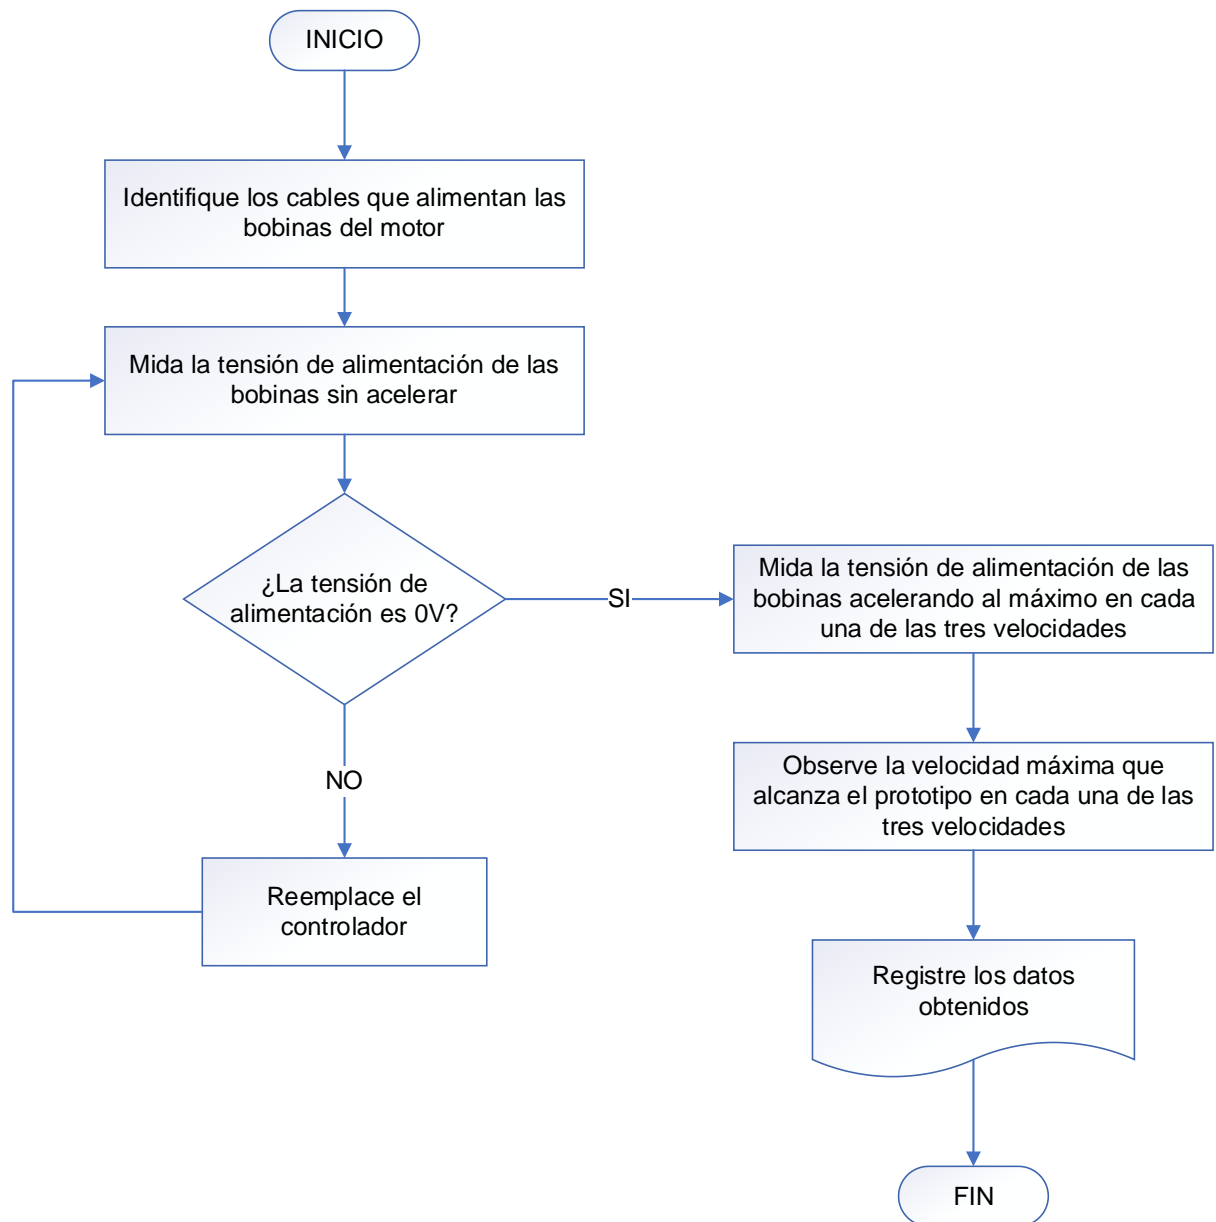 INICIO
Identifique los cables que alimentan las
bobinas del motor
Mida la tensión de alimentación de las
bobinas sin acelerar
¿La tensión de
alimentación es 0V?
SI
NO
Reemplace el
controlador
Mida la tensión de alimentación de las
bobinas acelerando al máximo en cada
una de las tres velocidades
Observe la velocidad máxima que
alcanza el prototipo en cada una de las
tres velocidades
Registre los datos
obtenidos
FIN